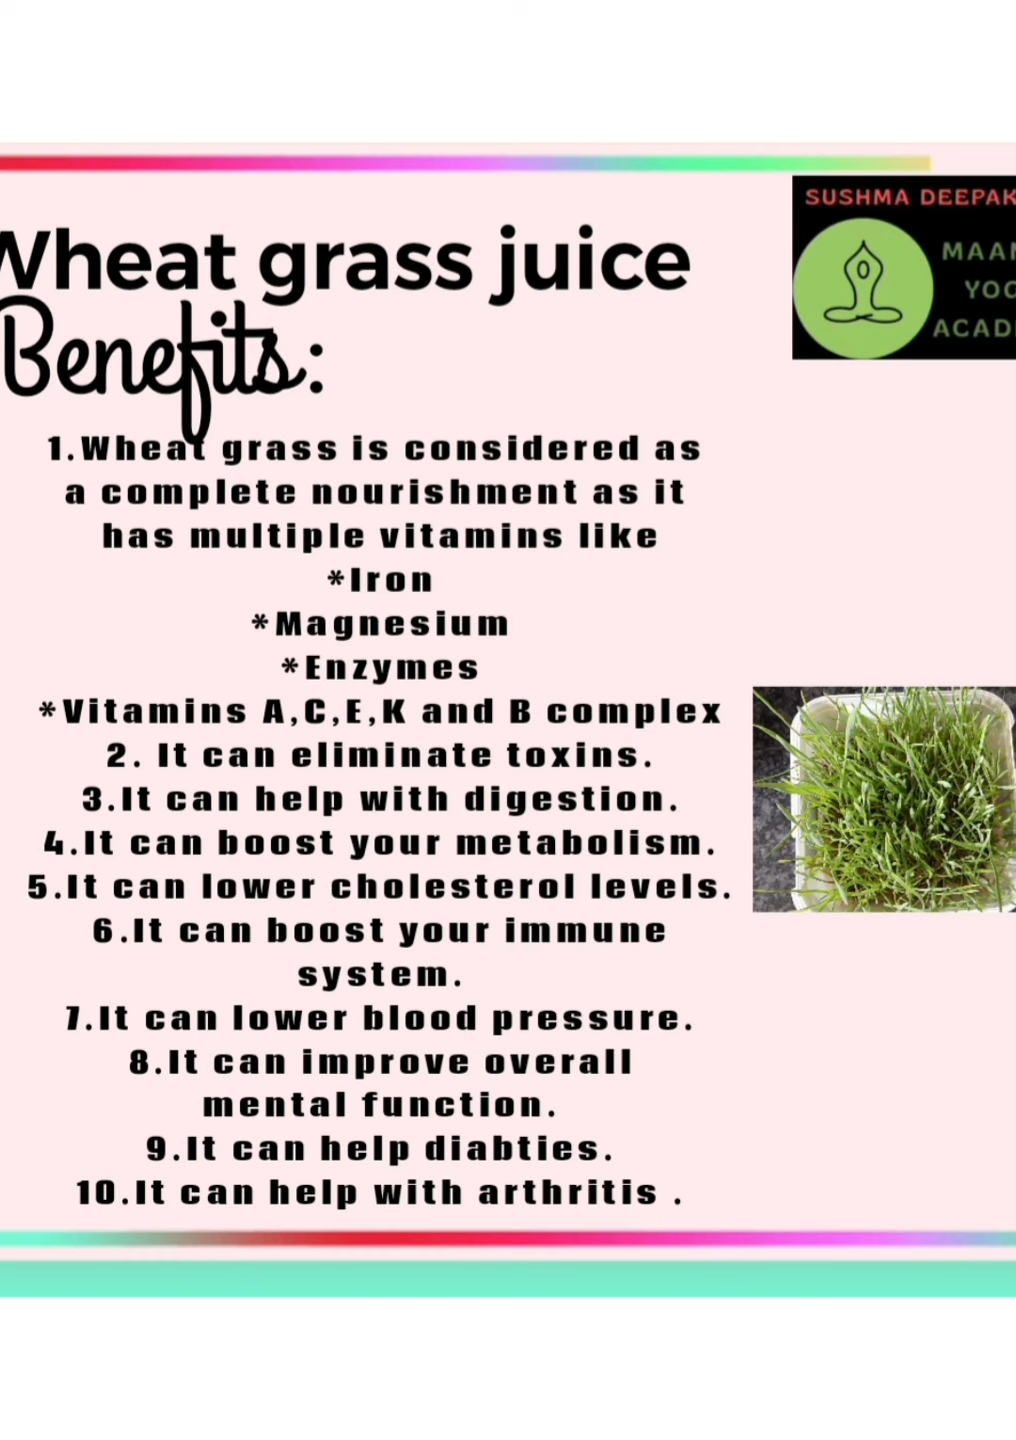 Wheat grass juice
Benefits:
SUSHMA DEEPAK
YOG
1.Wheat grass is considered as
a complete nourishment as it
has multiple vitamins like
*Iron
*Magnesium
*Enzymes
*Vitamins A,C,E,K and B complex
2. It can eliminate toxins.
3.It can help with digestion.
4.It can boost your metabolism.
5.It can lower cholesterol levels.
6.It can boost your immune
system.
7.It can lower blood pressure.
8.It can improve overall
mental function.
9.It can help diabties.
10.It can help with arthritis .